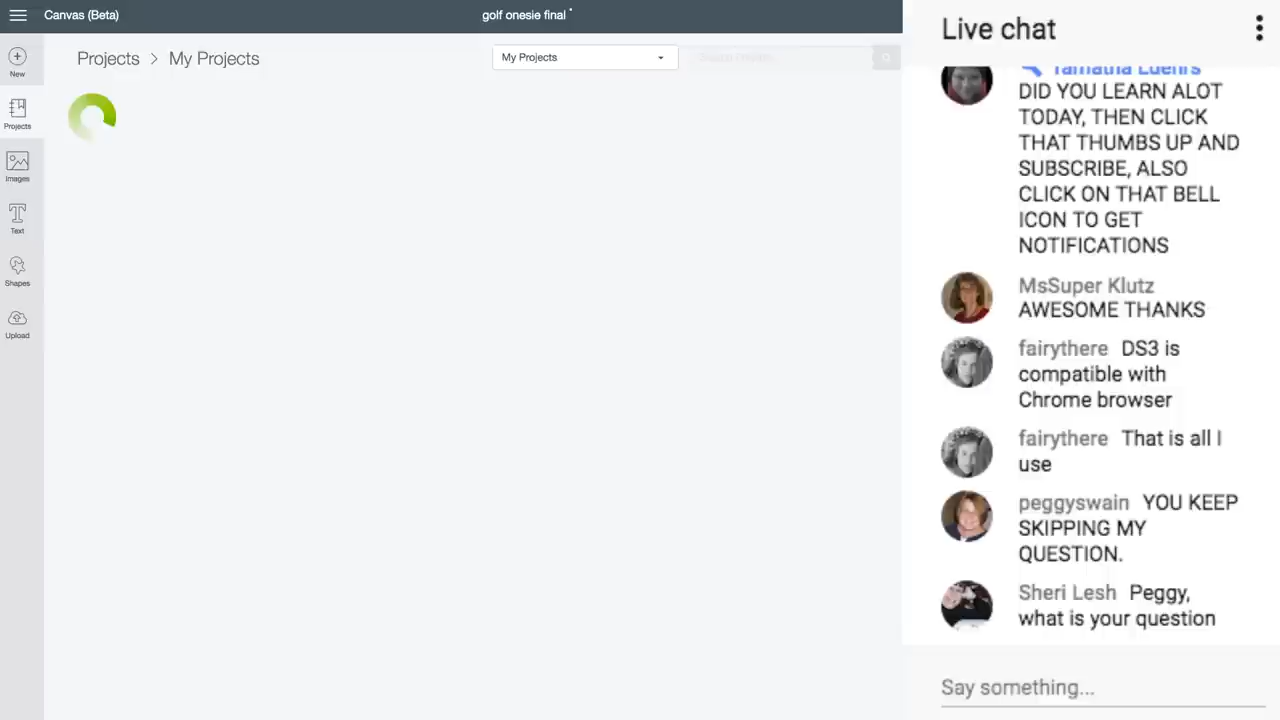 Canvas (Beta)
golf onesie final *
New
Projects
Images
Text
Shapes
Upload
Projects > My Projects
My Projects
Live chat
Tamatha Luehrs
DID YOU LEARN ALOT
TODAY, THEN CLICK
THAT THUMBS UP AND
SUBSCRIBE, ALSO
CLICK ON THAT BELL
ICON TO GET
NOTIFICATIONS
MsSuper Klutz
AWESOME THANKS
fairythere DS3 is
compatible with
Chrome browser
fairythere That is all I
use
peggyswain YOU KEEP
SKIPPING MY
QUESTION.
Sheri Lesh Peggy,
what is your question
Say something...